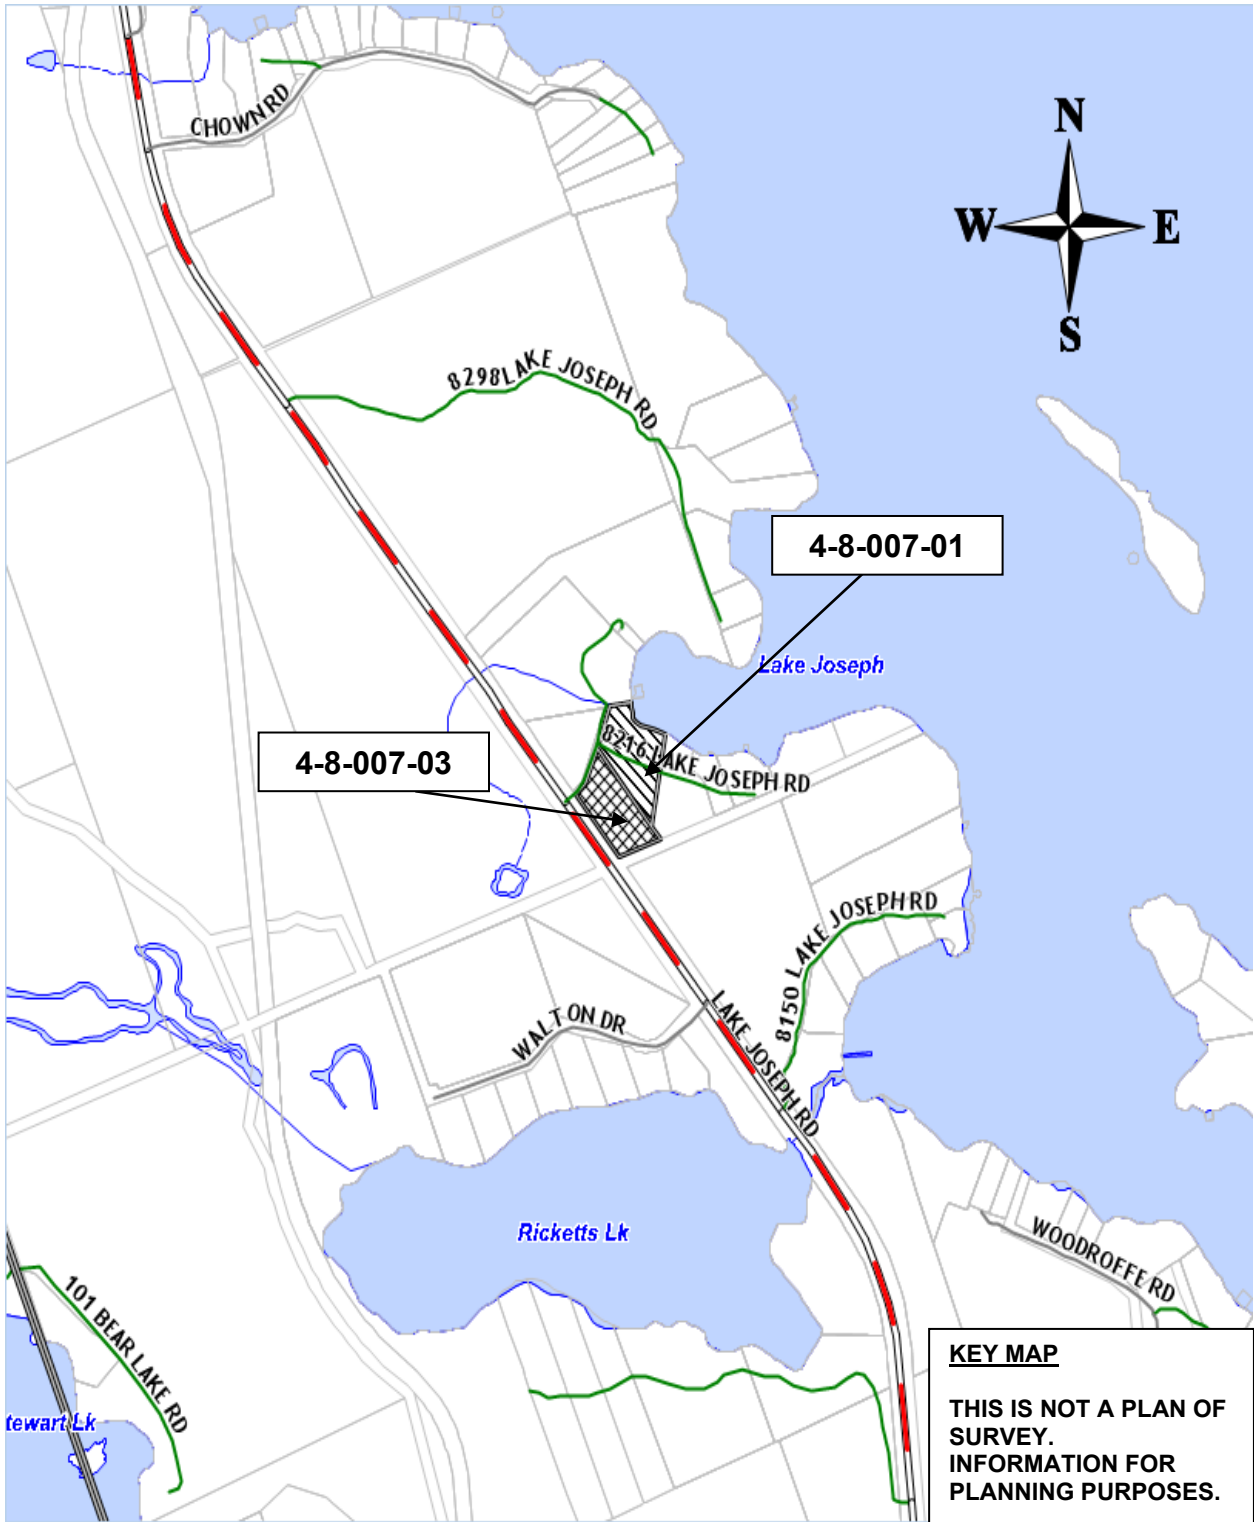 CHOWN RD
N
W E
S
8298 LAKE JOSEPH RD
4-8-007-01
Lake Joseph
4-8-007-03
8216 LAKE JOSEPH RD
8150 LAKE JOSEPH RD
WALTON DR
LAKE JOSEPH RD
Ricketts Lk
WOODROFFE RD
101 BEAR LAKE RD
tewart Lk
KEY MAP
THIS IS NOT A PLAN OF
SURVEY.
INFORMATION FOR
PLANNING PURPOSES.